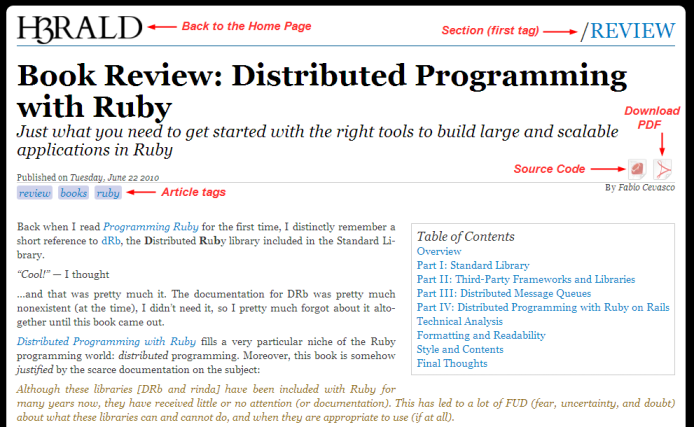 H3RALD
Back to the Home Page
Section (first tag)
/REVIEW
Book Review: Distributed Programming
with Ruby
Just what you need to get started with the right tools to build large and scalable
applications in Ruby
Download
PDF
Source Code
Published on Tuesday, June 22 2010
By Fabio Cevasco
review books ruby
Article tags
Back when I read Programming Ruby for the first time, I distinctly remember a
short reference to dRb, the Distributed Ruby library included in the Standard Li-
brary.
“Cool!” — I thought
...and that was pretty much it. The documentation for DRb was pretty much
nonexistent (at the time), I didn't need it, so I pretty much forgot about it alto-
gether until this book came out.
Distributed Programming with Ruby fills a very particular niche of the Ruby
programming world: distributed programming. Moreover, this book is somehow
justified by the scarce documentation on the subject:
Table of Contents
Overview
Part I: Standard Library
Part II: Third-Party Frameworks and Libraries
Part III: Distributed Message Queues
Part IV: Distributed Programming with Ruby on Rails
Technical Analysis
Formatting and Readability
Style and Contents
Final Thoughts
Although these libraries [DRb and rinda] have been included with Ruby for
many years now, they have received little or no attention (or documentation). This has led to a lot of FUD (fear, uncertainty, and doubt)
about what these libraries can and cannot do, and when they are appropriate to use (if at all).